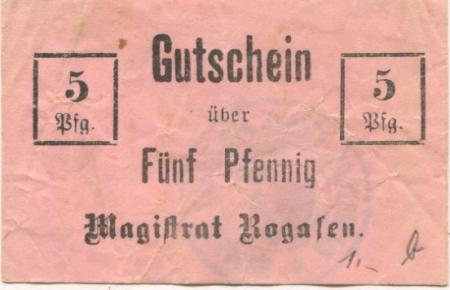 Gutschein
5
Pfg.
5
Pfg.
über
Fünf Pfennig
Magiſtrat Rogaſen.
1.-